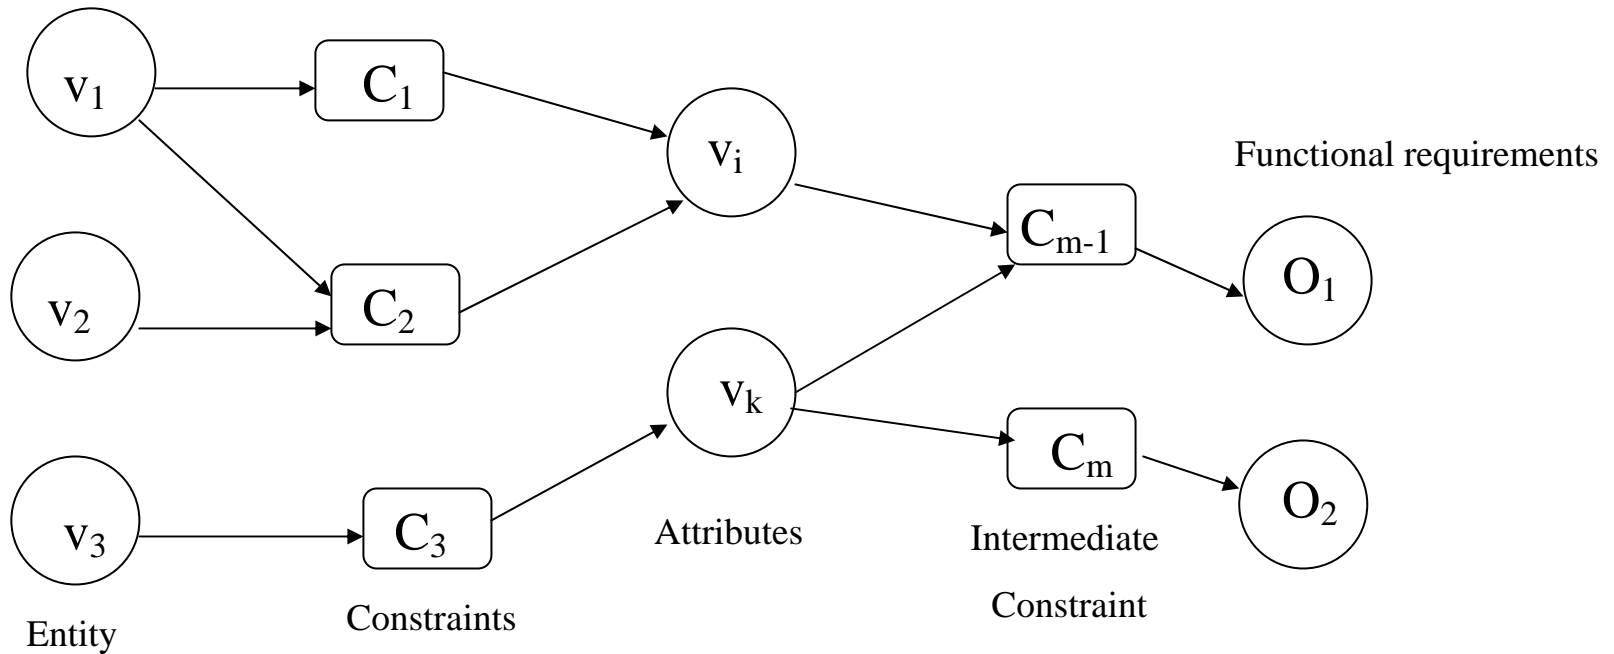 v1
C1
vi
Functional requirements
Cm-1
O1
v2
C2
vk
Cm
O2
v3
C3
Attributes
Intermediate
Constraint
Constraints
Entity